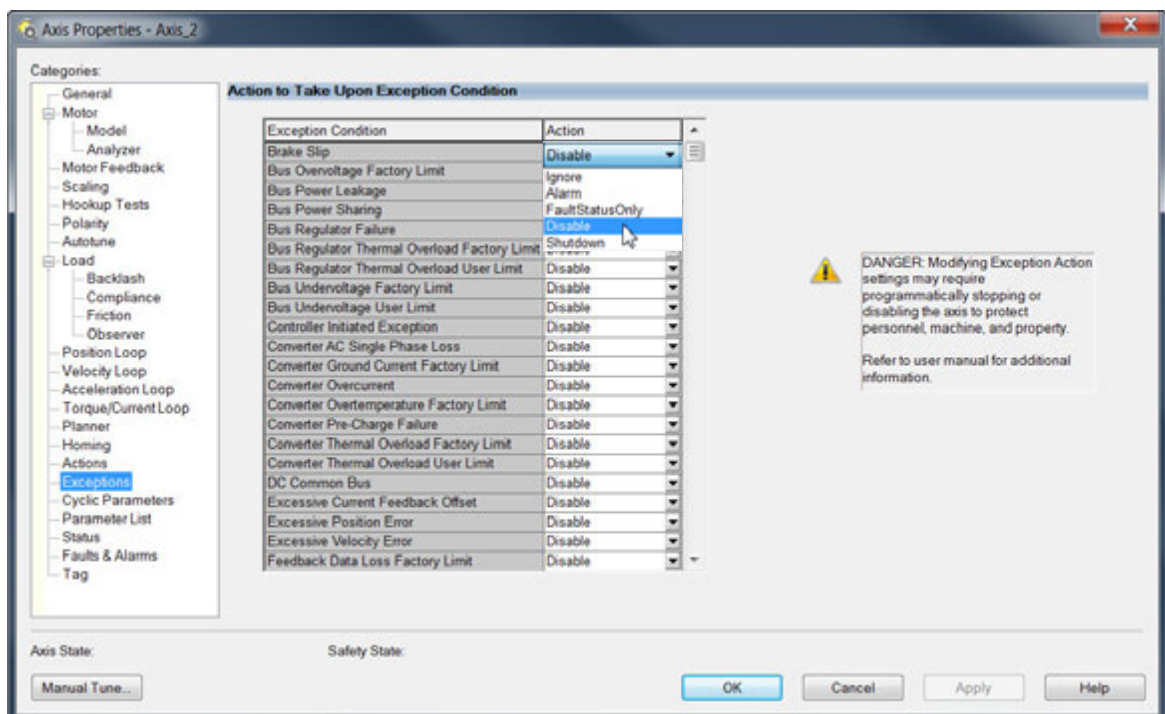 Axis Properties - Axis_2
Categories:
General
Motor
Model
Analyzer
Motor Feedback
Scaling
Hookup Tests
Polarity
Autotune
Load
Backlash
Compliance
Friction
Observer
Position Loop
Velocity Loop
Acceleration Loop
Torque/Current Loop
Planner
Homing
Actions
Exceptions
Cyclic Parameters
Parameter List
Status
Faults & Alarms
Tag
Action to Take Upon Exception Condition
Exception Condition Action
Brake Slip Disable
Bus Overvoltage Factory Limit
Bus Power Leakage
Bus Power Sharing
Bus Regulator Failure
Bus Regulator Thermal Overload Factory Limit
Ignore
Alarm
FaultStatusOnly
Disable
Shutdown
Bus Regulator Thermal Overload User Limit Disable
Bus Undervoltage Factory Limit Disable
Bus Undervoltage User Limit Disable
Controller Initiated Exception Disable
Converter AC Single Phase Loss Disable
Converter Ground Current Factory Limit Disable
Converter Overcurrent Disable
Converter Overtemperature Factory Limit Disable
Converter Pre-Charge Failure Disable
Converter Thermal Overload Factory Limit Disable
Converter Thermal Overload User Limit Disable
DC Common Bus Disable
Excessive Current Feedback Offset Disable
Excessive Position Error Disable
Excessive Velocity Error Disable
Feedback Data Loss Factory Limit Disable
DANGER: Modifying Exception Action
settings may require
programmatically stopping or
disabling the axis to protect
personnel, machine, and property.
Refer to user manual for additional
information.
Axis State:
Safety State:
Manual Tune...
OK
Cancel
Apply
Help